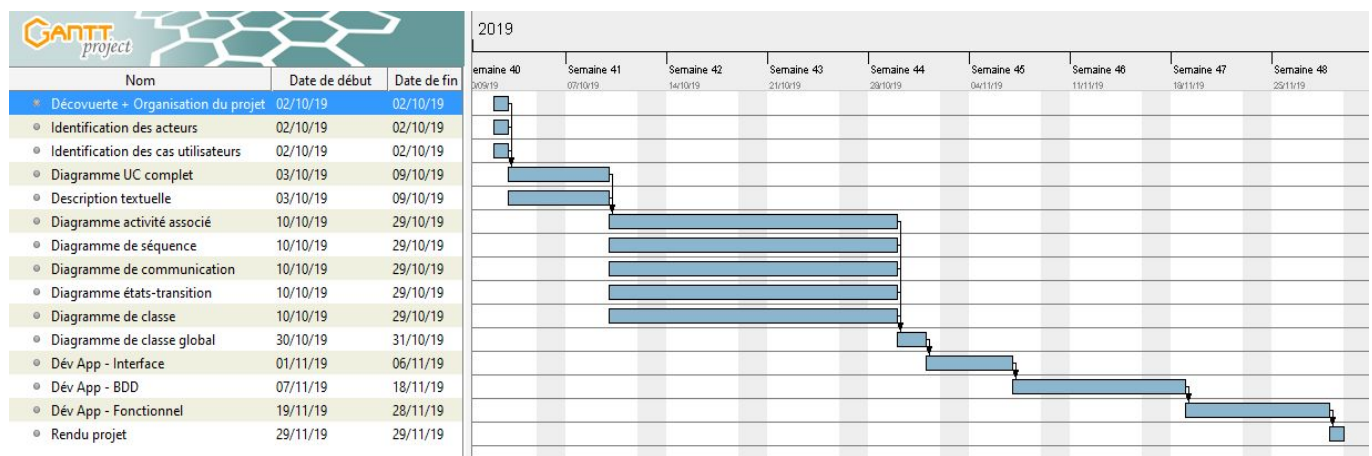 GANTT
project
2019
Nom Date de début Date de fin
emaine 40 Semaine 41 Semaine 42 Semaine 43 Semaine 44 Semaine 45 Semaine 46 Semaine 47 Semaine 48
0/09/19 07/10/19 14/10/19 21/10/19 28/10/19 04/11/19 11/11/19 18/11/19 25/11/19
Décovuerte + Organisation du projet 02/10/19 02/10/19
Identification des acteurs 02/10/19 02/10/19
Identification des cas utilisateurs 02/10/19 02/10/19
Diagramme UC complet 03/10/19 09/10/19
Description textuelle 03/10/19 09/10/19
Diagramme activité associé 10/10/19 29/10/19
Diagramme de séquence 10/10/19 29/10/19
Diagramme de communication 10/10/19 29/10/19
Diagramme états-transition 10/10/19 29/10/19
Diagramme de classe 10/10/19 29/10/19
Diagramme de classe global 30/10/19 31/10/19
Dév App - Interface 01/11/19 06/11/19
Dév App - BDD 07/11/19 18/11/19
Dév App - Fonctionnel 19/11/19 28/11/19
Rendu projet 29/11/19 29/11/19